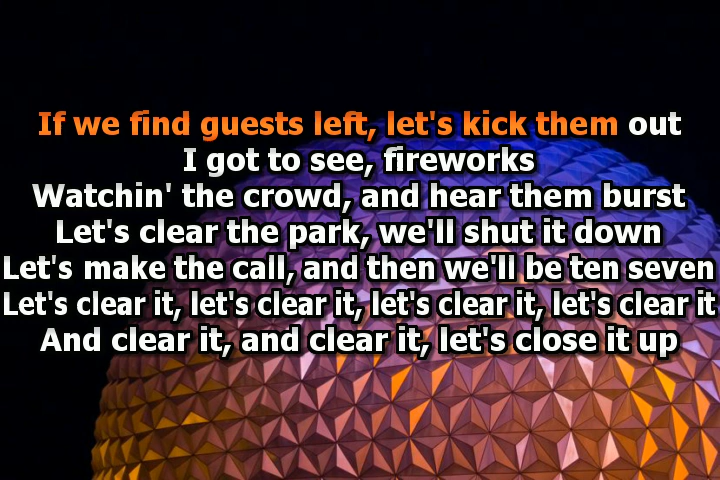 If we find guests left, let's kick them out
I got to see, fireworks
Watchin' the crowd, and hear them burst
Let's clear the park, we'll shut it down
Let's make the call, and then we'll be ten seven
Let's clear it, let's clear it, let's clear it, let's clear it
And clear it, and clear it, let's close it up